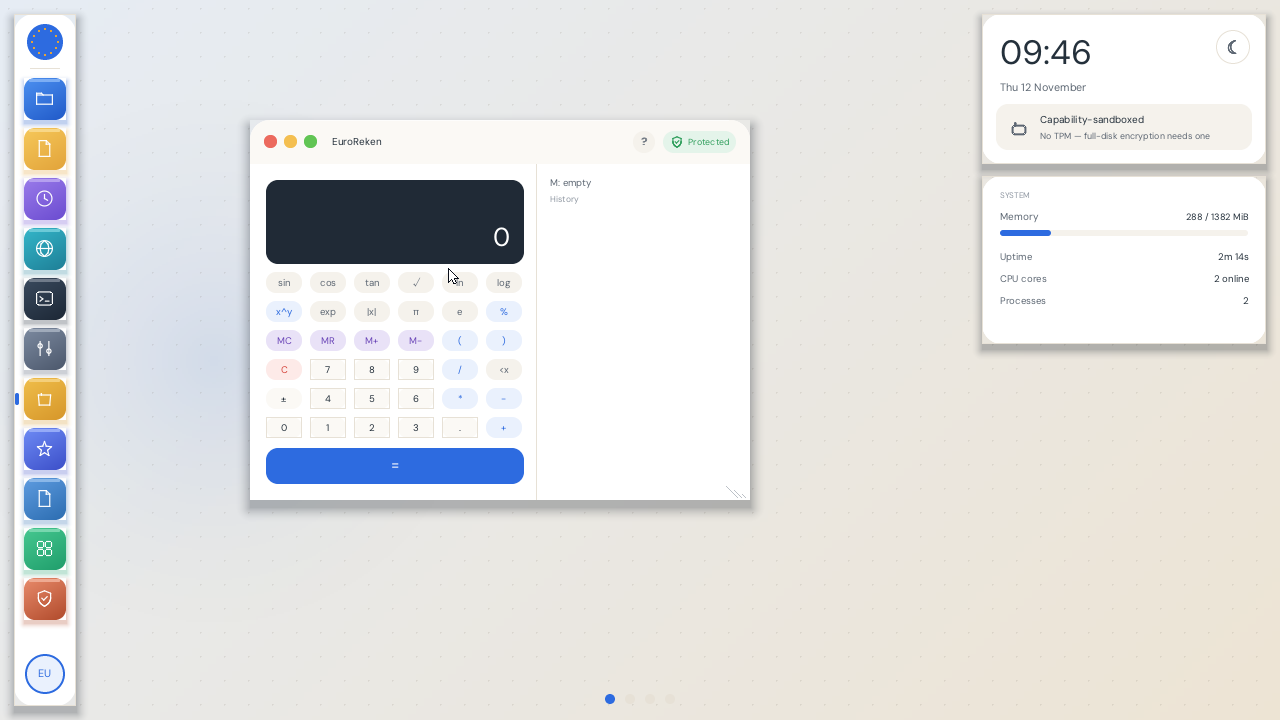 09:46
Thu 12 November
Capability-sandboxed
No TPM — full-disk encryption needs one
SYSTEM
Memory 288 / 1382 MiB
Uptime 2m 14s
CPU cores 2 online
Processes 2
EuroReken ? Protected
0
M: empty
History
sin cos tan √ log
x^y exp |x| π e %
MC MR M+ M- ( )
C 7 8 9 / <x
± 4 5 6 * -
0 1 2 3 . +
=
EU